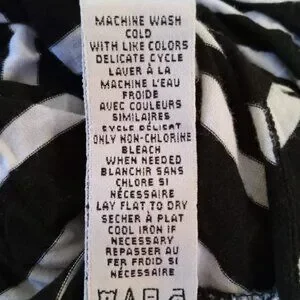 MACHINE WASH
COLD
WITH LIKE COLORS
DELICATE CYCLE
LAVER À LA
MACHINE L'EAU
FROIDE
AVEC COULEURS
SIMILAIRES
CYCLE DÉLICAT
ONLY NON-CHLORINE
BLEACH
WHEN NEEDED
BLANCHIR SANS
CHLORE SI
NÉCESSAIRE
LAY FLAT TO DRY
SECHER À PLAT
COOL IRON IF
NECESSARY
REPASSER AU
FER FROID SI
NÉCESSAIRE